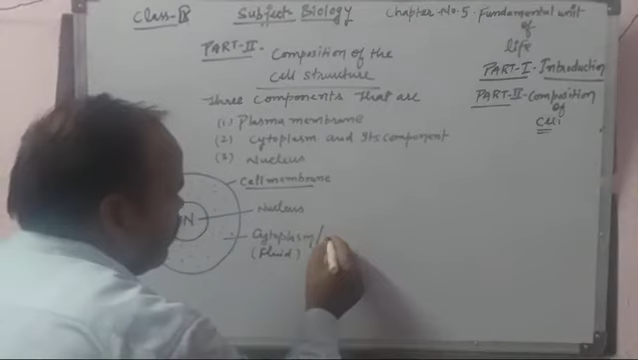 Class-IX Subject- Biology Chapter-No.5. Fundamental unit
of
life
PART-II- Composition of the
Cell structure
PART-I-Introduction
PART-II-Composition
of
Cell
Three components That are
(1) Plasma membrane
(2) Cytoplasm and Its component
(3) Nucleus
Cell membrane
Nucleus
N
Cytoplasm/
(Fluid)